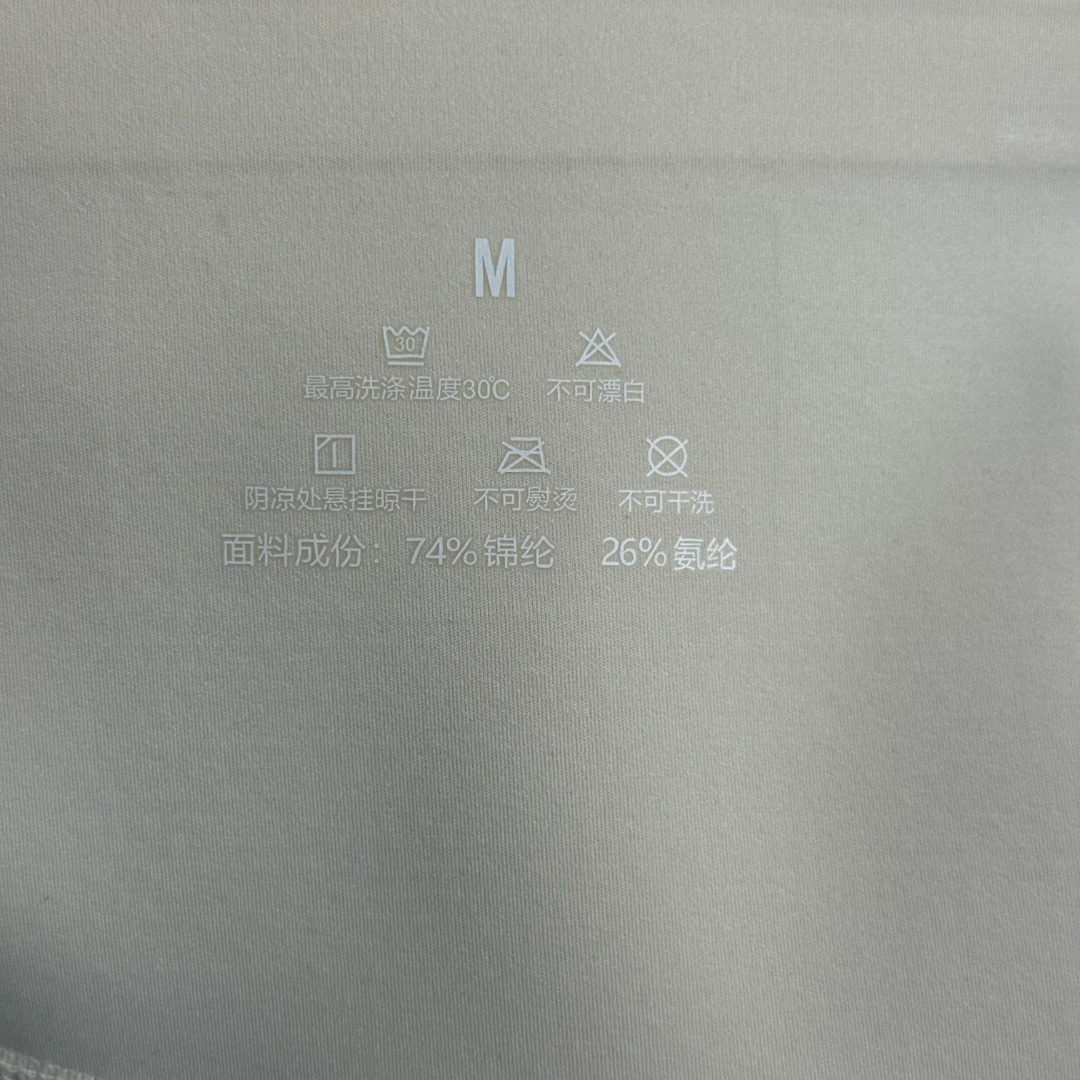 M
30
最高洗涤温度30℃ 不可漂白
阴凉处悬挂晾干 不可熨烫 不可干洗
面料成份：74%锦纶 26%氨纶